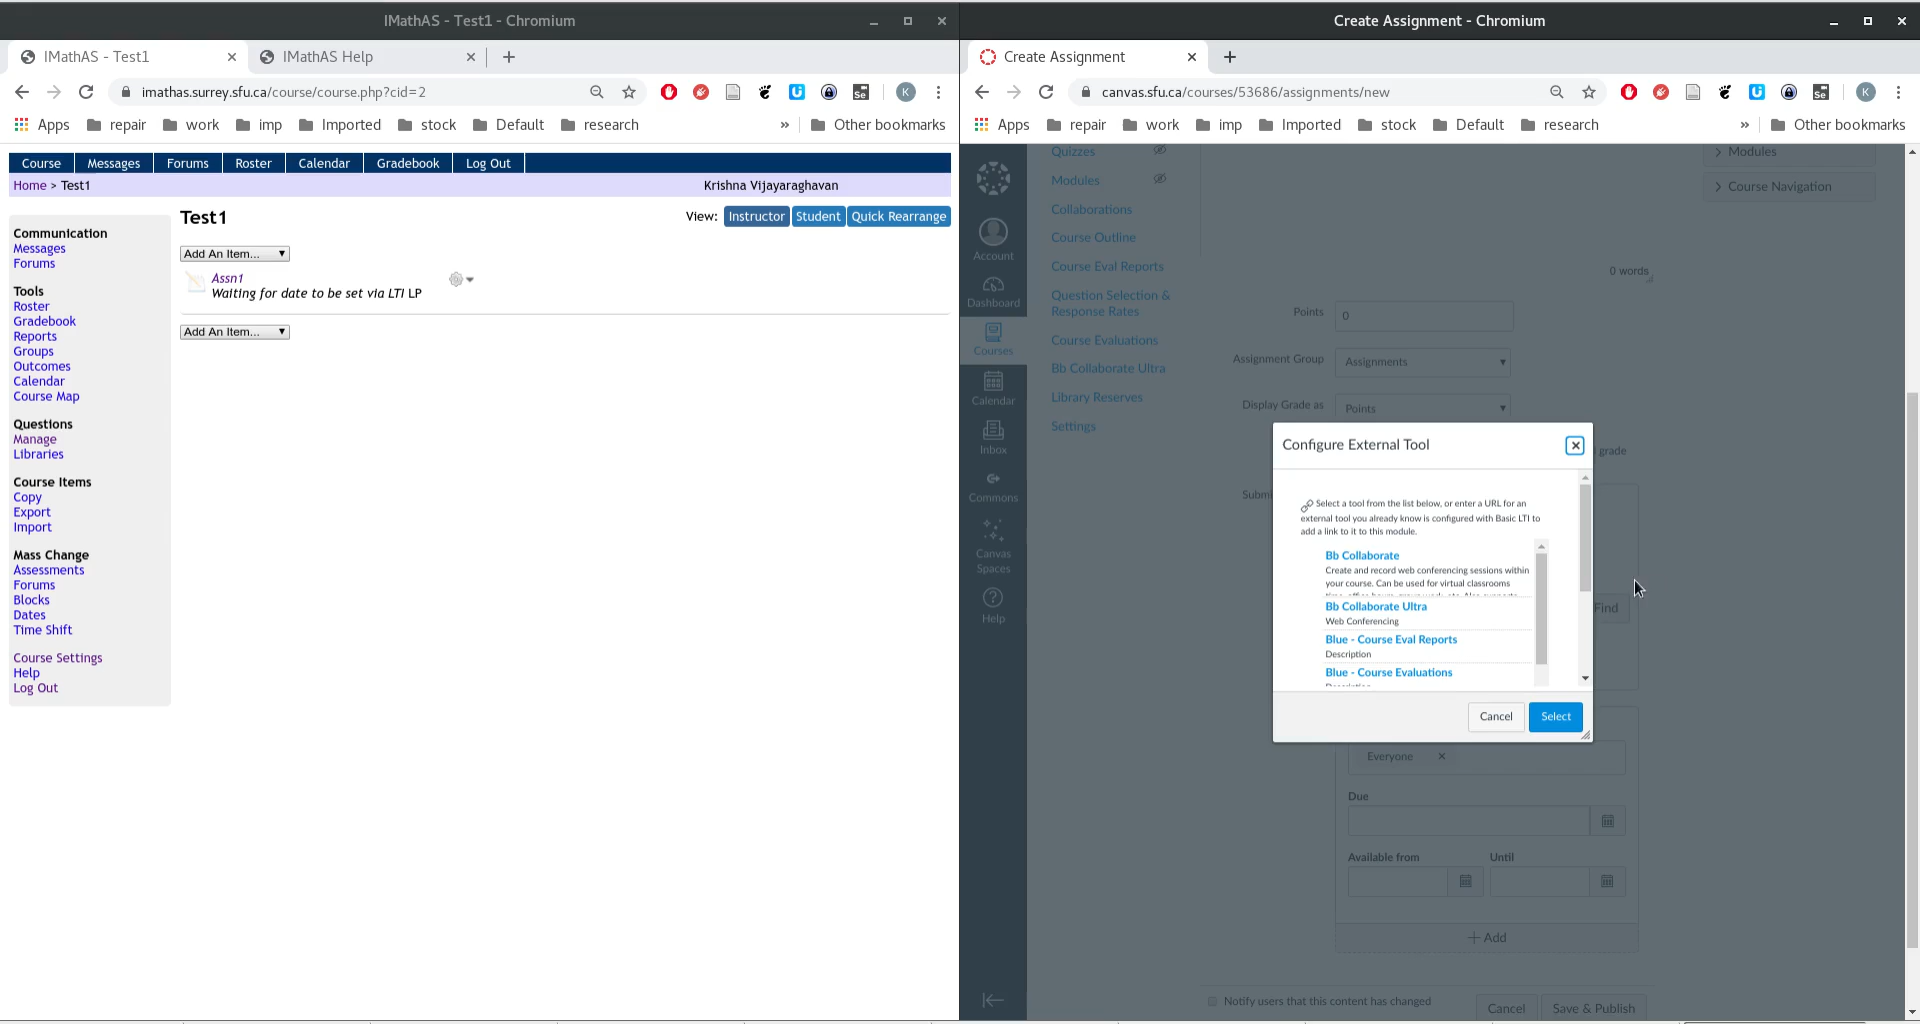 IMathAS - Test1 - Chromium
IMathAS - Test1
IMathAS Help
imathas.surrey.sfu.ca/course/course.php?cid=2
Se
K
Apps repair work imp Imported stock Default research » Other bookmarks
Course Messages Forums Roster Calendar Gradebook Log Out
Home > Test1
Krishna Vijayaraghavan
Test1
View: Instructor Student Quick Rearrange
Add An Item...
Assn1
Waiting for date to be set via LTI LP
Add An Item...
Communication
Messages
Forums
Tools
Roster
Gradebook
Reports
Groups
Outcomes
Calendar
Course Map
Questions
Manage
Libraries
Course Items
Copy
Export
Import
Mass Change
Assessments
Forums
Blocks
Dates
Time Shift
Course Settings
Help
Log Out
Create Assignment - Chromium
Create Assignment
canvas.sfu.ca/courses/53686/assignments/new
Se
K
Apps repair work imp Imported stock Default research » Other bookmarks
Account
Dashboard
Courses
Calendar
Inbox
Commons
Canvas
Spaces
Help
Quizzes
Modules
Collaborations
Course Outline
Course Eval Reports
Question Selection &
Response Rates
Course Evaluations
Bb Collaborate Ultra
Library Reserves
Settings
Modules
Course Navigation
0 words
Points 0
Assignment Group Assignments
Display Grade as Points
grade
Submi
Find
Configure External Tool
Select a tool from the list below, or enter a URL for an
external tool you already know is configured with Basic LTI to
add a link to it to this module.
Bb Collaborate
Create and record web conferencing sessions within
your course. Can be used for virtual classrooms
Bb Collaborate Ultra
Web Conferencing
Blue - Course Eval Reports
Description
Blue - Course Evaluations
Cancel Select
Everyone
Due
Available from Until
+ Add
Notify users that this content has changed
Cancel Save & Publish